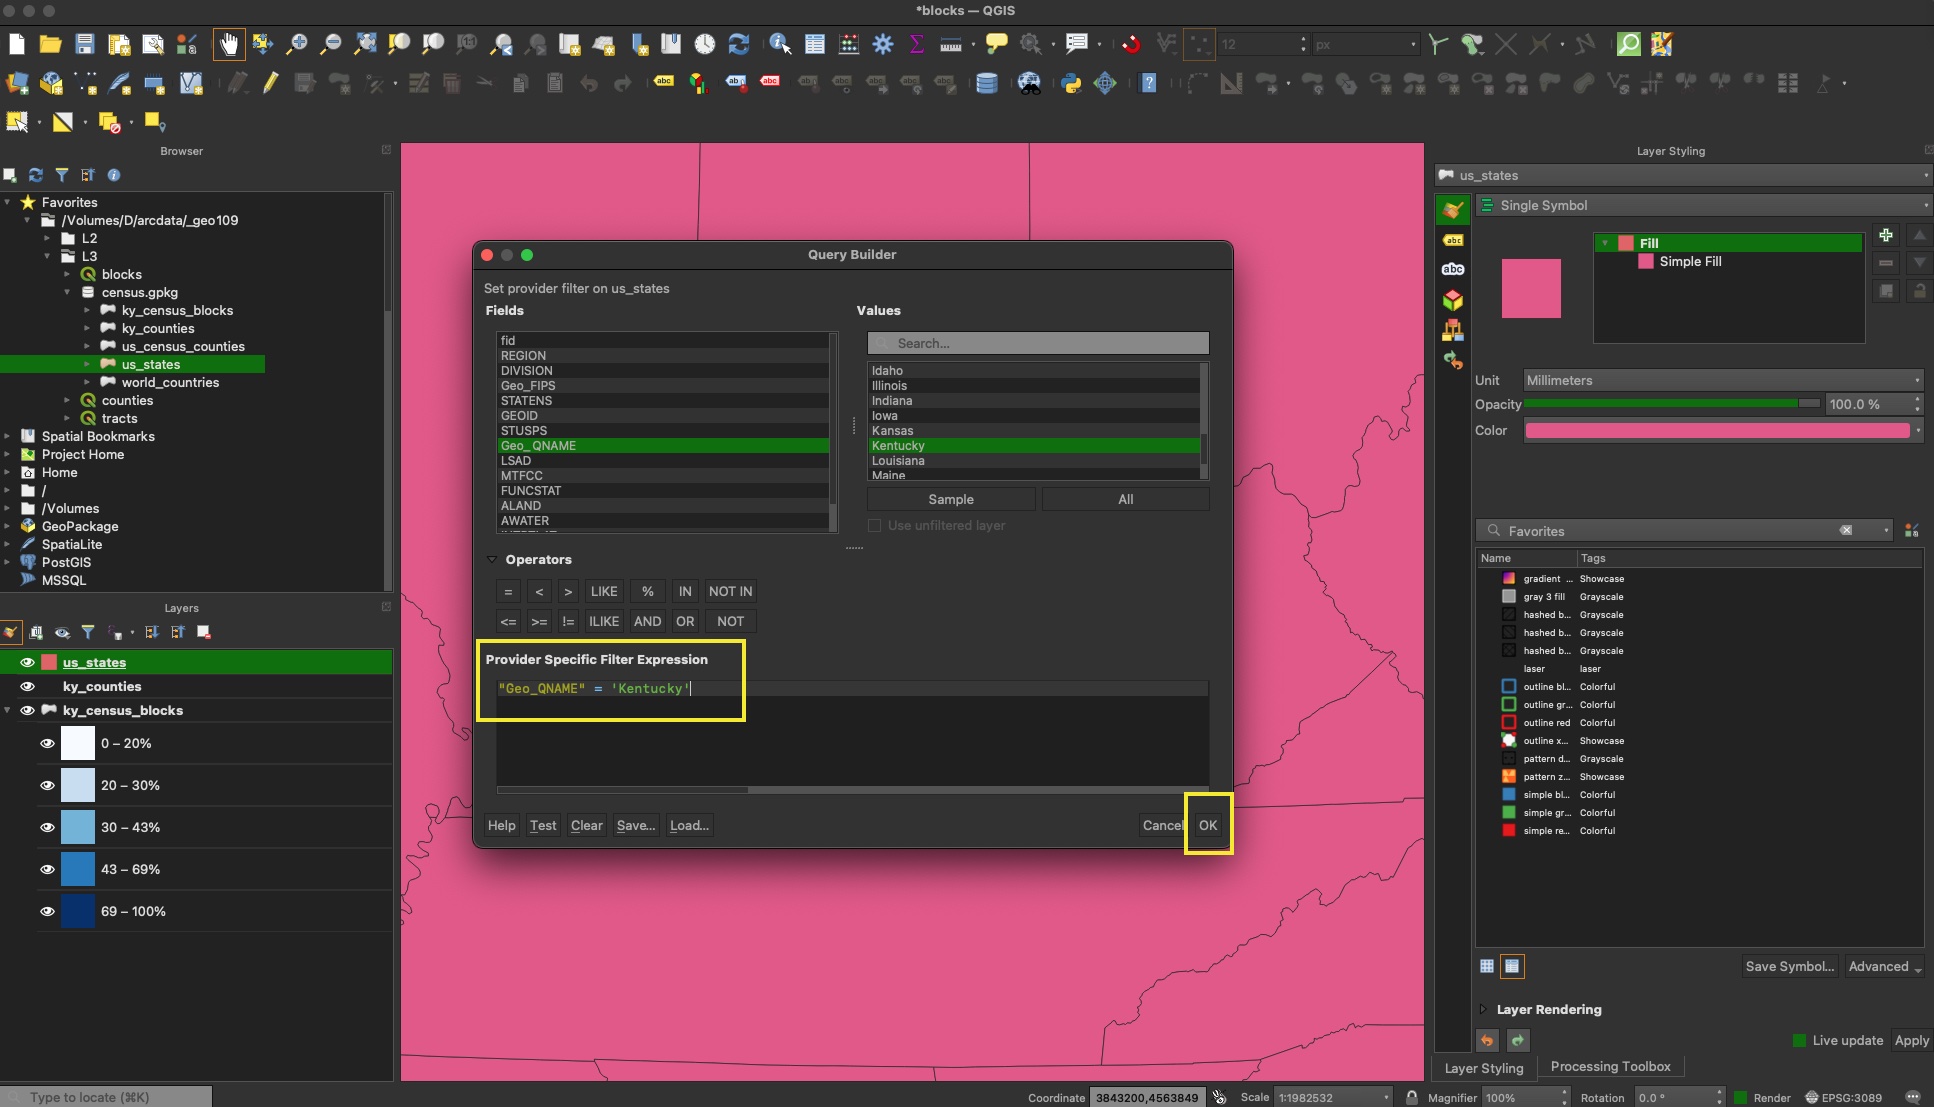 *blocks — QGIS
12
px
Browser
Favorites
/Volumes/D/arcdata/_geo109
L2
L3
blocks
census.gpkg
ky_census_blocks
ky_counties
us_census_counties
us_states
world_countries
counties
tracts
Spatial Bookmarks
Project Home
Home
/
/Volumes
GeoPackage
SpatiaLite
PostGIS
MSSQL
Layers
us_states
ky_counties
ky_census_blocks
0 – 20%
20 – 30%
30 – 43%
43 – 69%
69 – 100%
Query Builder
Set provider filter on us_states
Fields
fid
REGION
DIVISION
Geo_FIPS
STATENS
GEOID
STUSPS
Geo_QNAME
LSAD
MTFCC
FUNCSTAT
ALAND
AWATER
Values
Search...
Idaho
Illinois
Indiana
Iowa
Kansas
Kentucky
Louisiana
Maine
Sample
All
Use unfiltered layer
Operators
= < > LIKE % IN NOT IN
<= >= != ILIKE AND OR NOT
Provider Specific Filter Expression
"Geo_QNAME" = 'Kentucky'
Help
Test
Clear
Save...
Load...
Cancel
OK
Layer Styling
us_states
Single Symbol
Fill
Simple Fill
Unit
Millimeters
Opacity
100.0 %
Color
Favorites
Name Tags
gradient ... Showcase
gray 3 fill Grayscale
hashed b... Grayscale
hashed b... Grayscale
hashed b... Grayscale
laser laser
outline bl... Colorful
outline gr... Colorful
outline red Colorful
outline x... Showcase
pattern d... Grayscale
pattern z... Showcase
simple bl... Colorful
simple gr... Colorful
simple re... Colorful
Save Symbol...
Advanced
Layer Rendering
Live update
Apply
Layer Styling
Processing Toolbox
Type to locate (⌘K)
Coordinate 3843200,4563849
Scale 1:1982532
Magnifier 100%
Rotation 0.0 °
Render
EPSG:3089